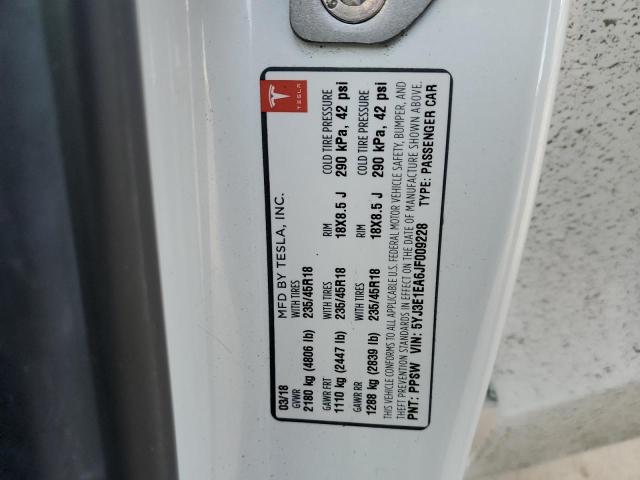 MFD BY TESLA, INC.
TESLA
03/18
GVWR WITH TIRES RIM COLD TIRE PRESSURE
2180 kg (4806 lb) 235/45R18 18X8.5 J 290 kPa, 42 psi
GAWR FRT WITH TIRES RIM COLD TIRE PRESSURE
1110 kg (2447 lb) 235/45R18 18X8.5 J 290 kPa, 42 psi
GAWR RR WITH TIRES
1288 kg (2839 lb) 235/45R18
THIS VEHICLE CONFORMS TO ALL APPLICABLE U.S. FEDERAL MOTOR VEHICLE SAFETY, BUMPER, AND
THEFT PREVENTION STANDARDS IN EFFECT ON THE DATE OF MANUFACTURE SHOWN ABOVE.
PNT: PPSW VIN: 5YJ3E1EA6JF009228 TYPE: PASSENGER CAR